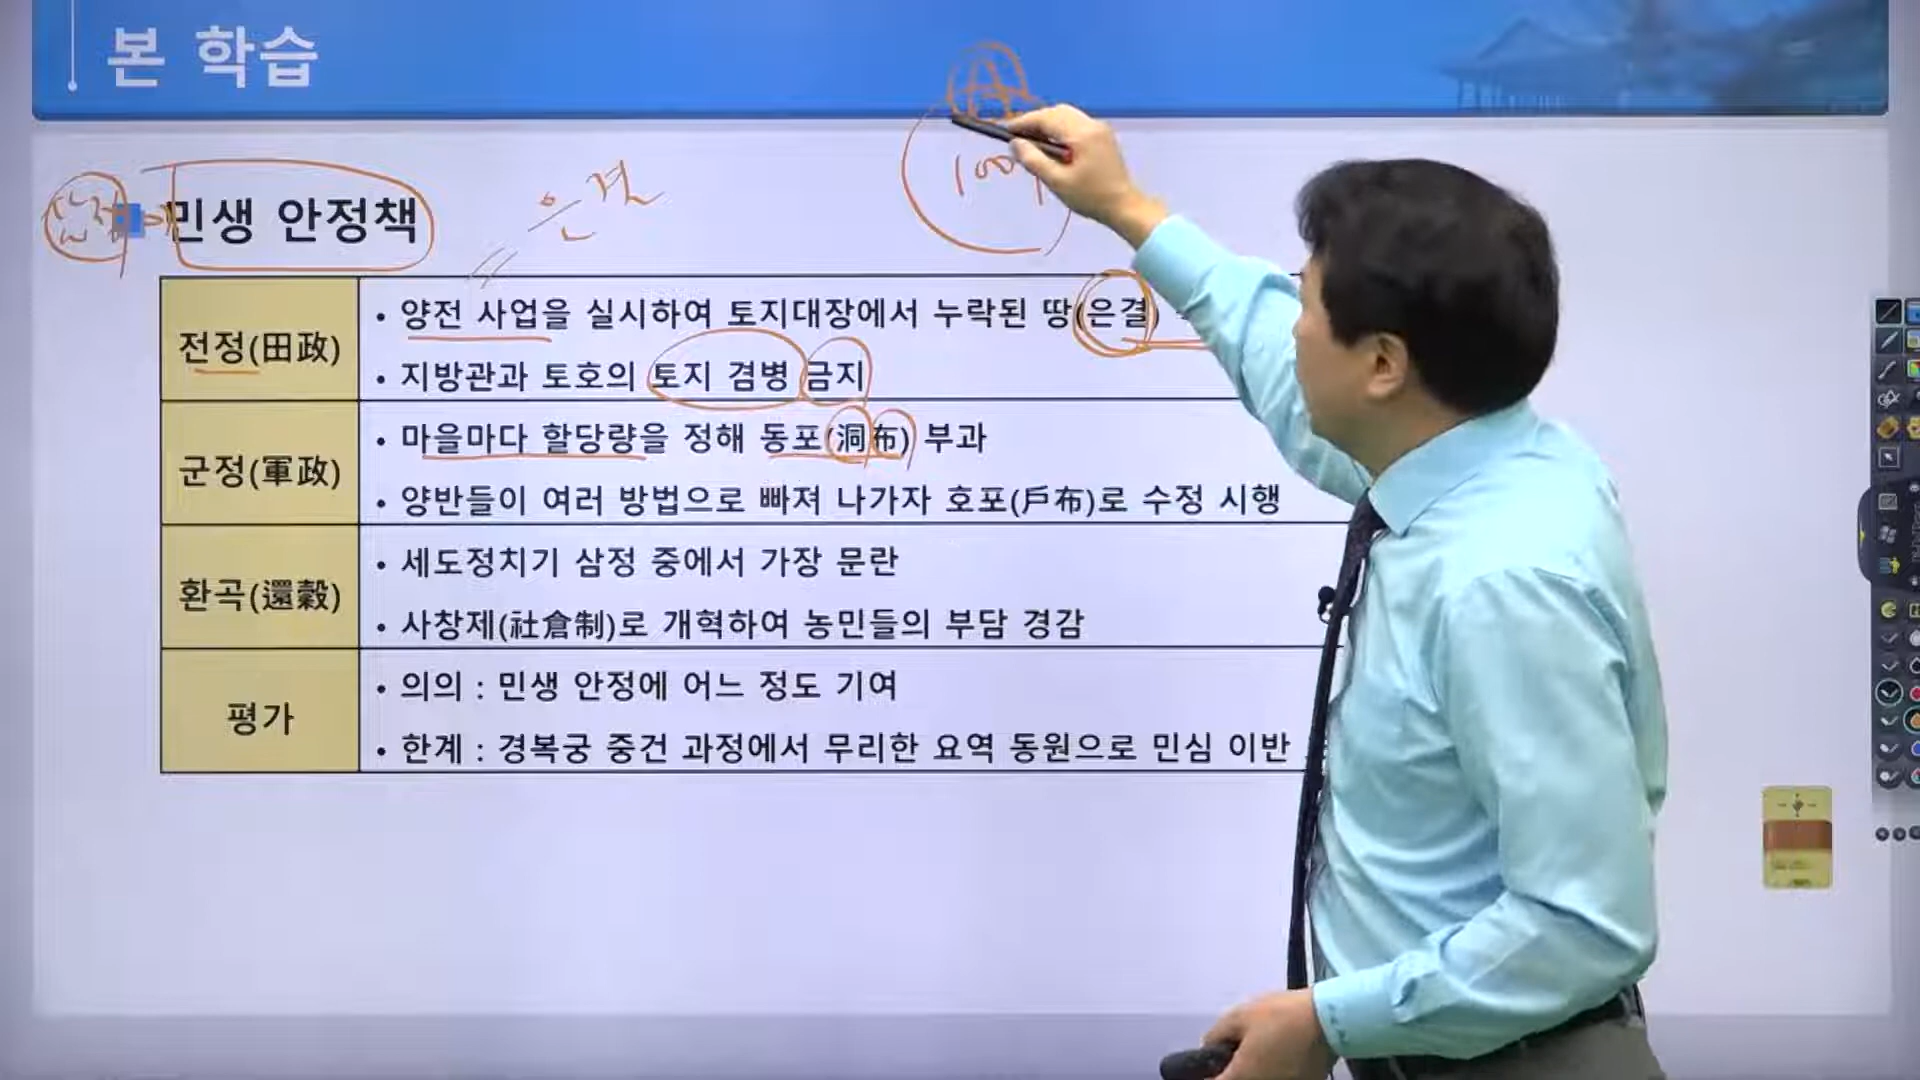 본 학습
은결
100
민생 안정책
전정(田政)
• 양전 사업을 실시하여 토지대장에서 누락된 땅(은결)
• 지방관과 토호의 토지 겸병 금지
군정(軍政)
• 마을마다 할당량을 정해 동포(洞布) 부과
• 양반들이 여러 방법으로 빠져 나가자 호포(戶布)로 수정 시행
환곡(還穀)
• 세도정치기 삼정 중에서 가장 문란
• 사창제(社倉制)로 개혁하여 농민들의 부담 경감
평가
• 의의 : 민생 안정에 어느 정도 기여
• 한계 : 경복궁 중건 과정에서 무리한 요역 동원으로 민심 이반